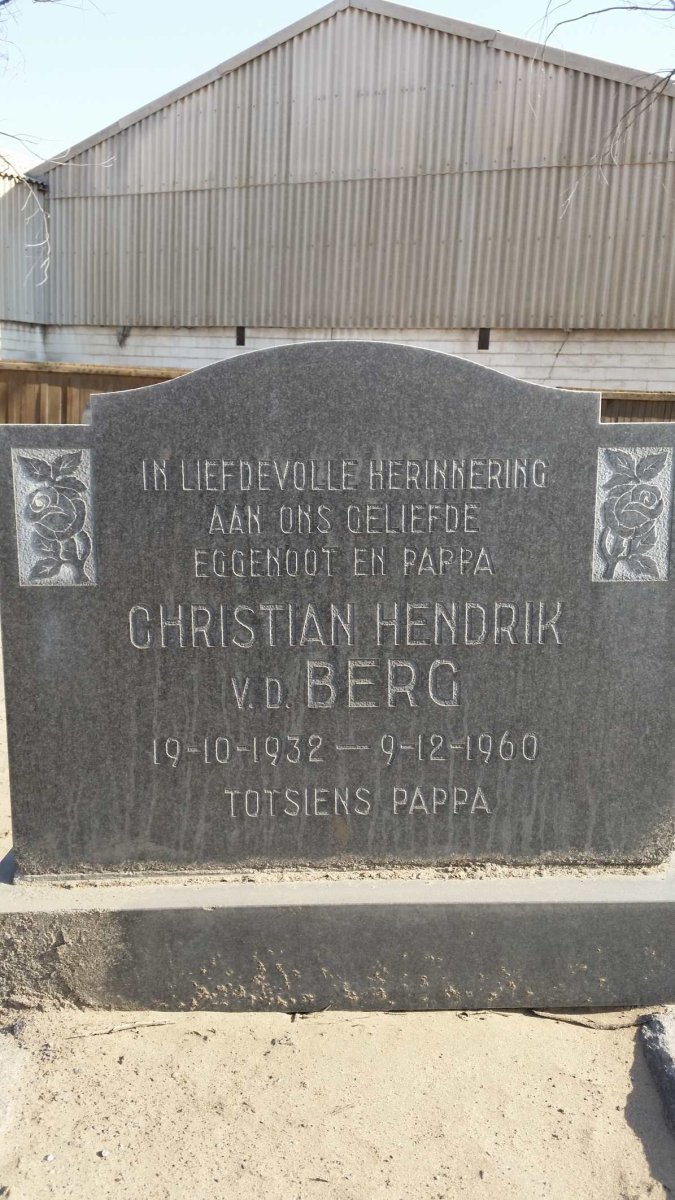 IN LIEFDEVOLLE HERINNERING
AAN ONS GELIEFDE
EGGENOOT EN PAPPA
CHRISTIAN HENDRIK
V.D. BERG
19-10-1932 — 9-12-1960
TOTSIENS PAPPA